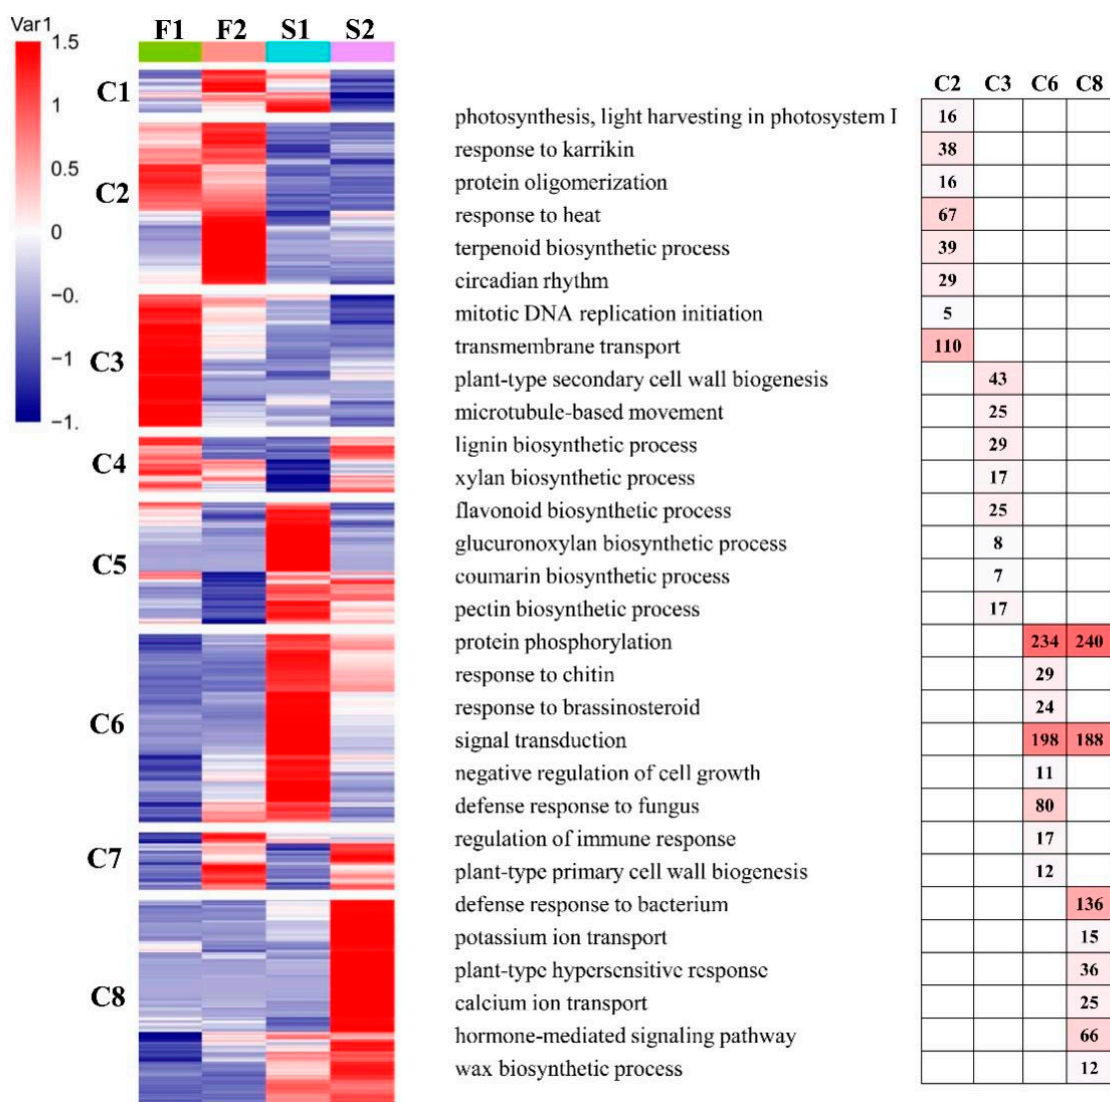 Var1
F1 F2 S1 S2
1.5
1
0.5
0
−0.
−1
−1.
C1
C2
C3
C4
C5
C6
C7
C8
C2 C3 C6 C8
photosynthesis, light harvesting in photosystem I 16
response to karrikin 38
protein oligomerization 16
response to heat 67
terpenoid biosynthetic process 39
circadian rhythm 29
mitotic DNA replication initiation 5
transmembrane transport 110
plant-type secondary cell wall biogenesis 43
microtubule-based movement 25
lignin biosynthetic process 29
xylan biosynthetic process 17
flavonoid biosynthetic process 25
glucuronoxylan biosynthetic process 8
coumarin biosynthetic process 7
pectin biosynthetic process 17
protein phosphorylation 234 240
response to chitin 29
response to brassinosteroid 24
signal transduction 198 188
negative regulation of cell growth 11
defense response to fungus 80
regulation of immune response 17
plant-type primary cell wall biogenesis 12
defense response to bacterium 136
potassium ion transport 15
plant-type hypersensitive response 36
calcium ion transport 25
hormone-mediated signaling pathway 66
wax biosynthetic process 12